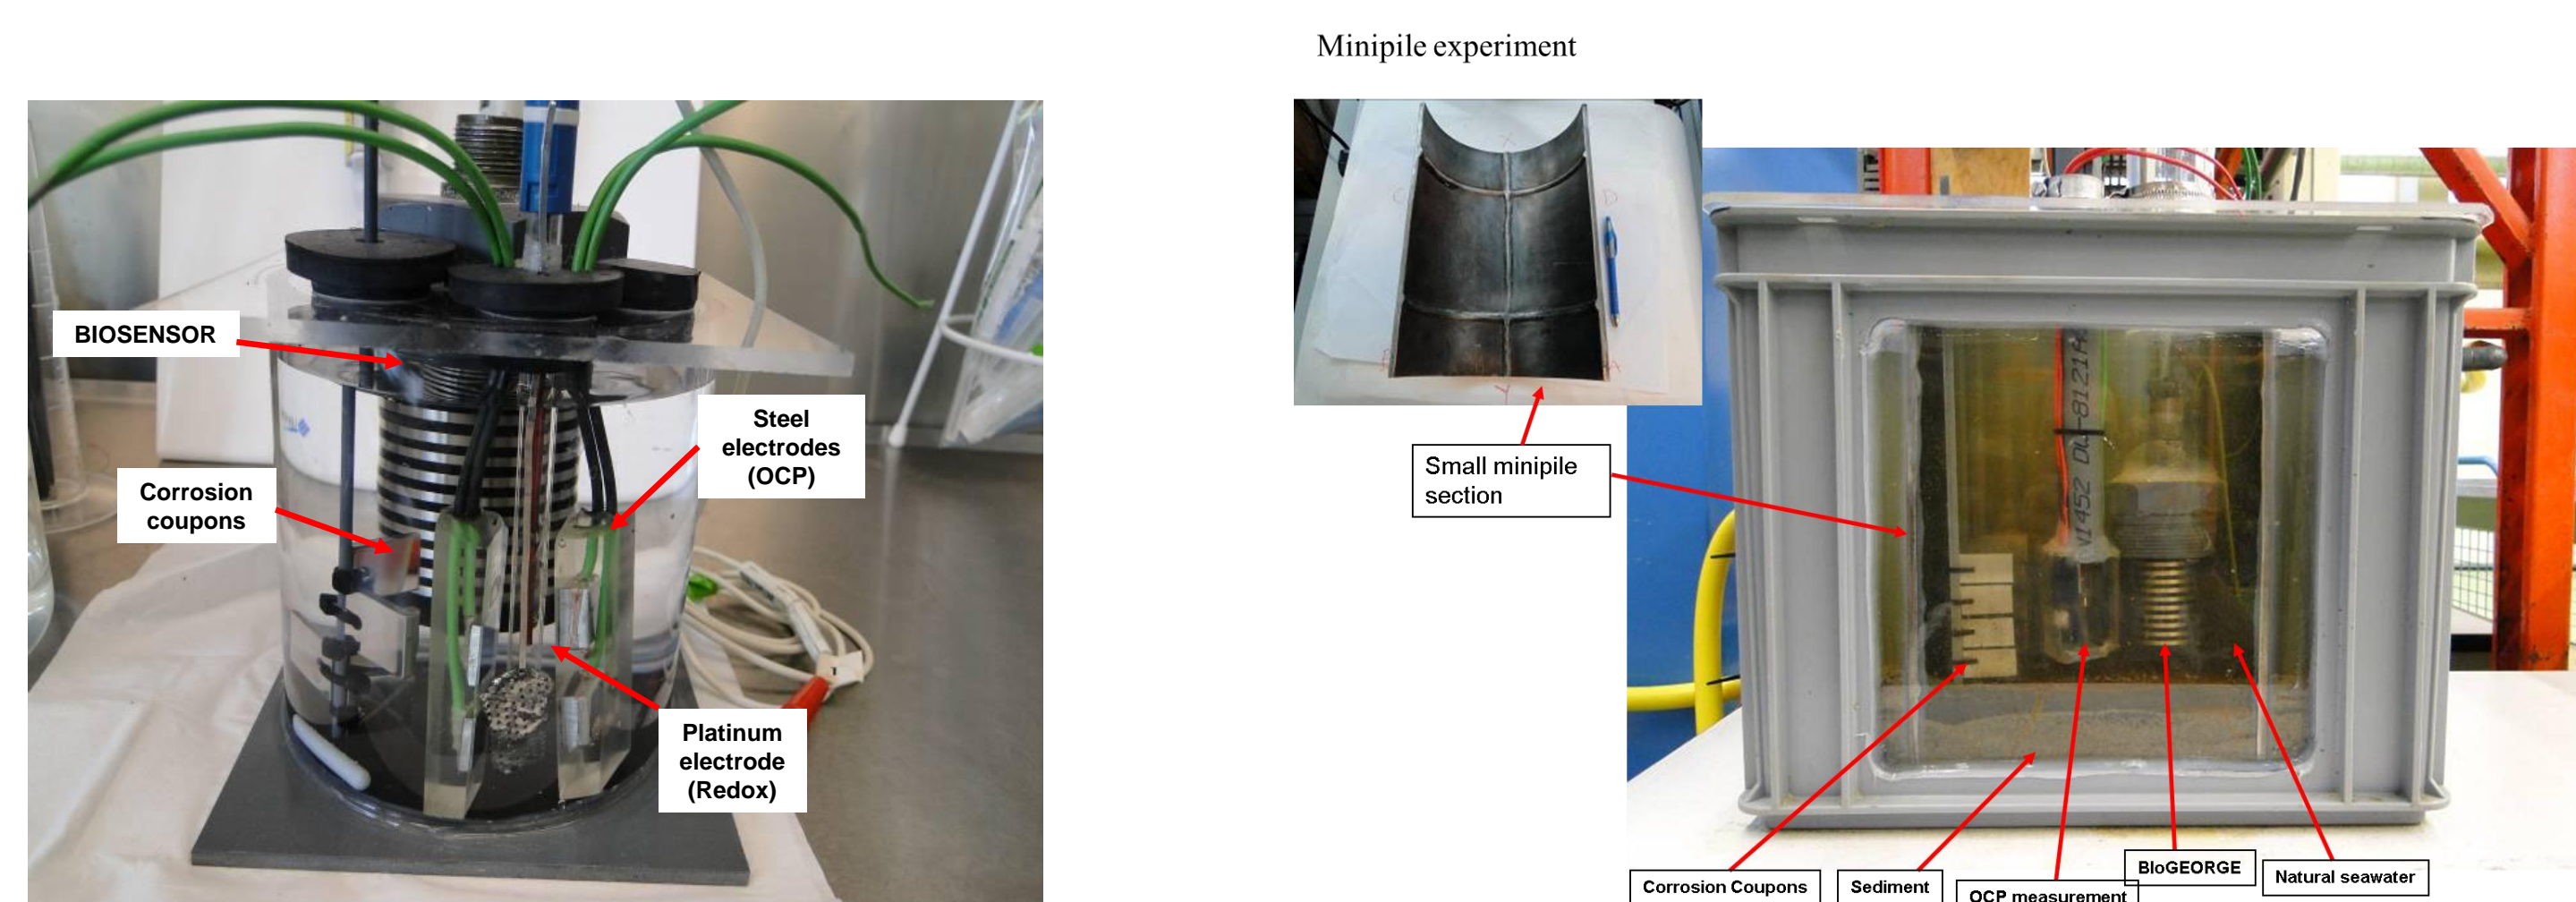 Minipile experiment
BIOSENSOR
Steel
electrodes
(OCP)
Corrosion
coupons
Platinum
electrode
(Redox)
Small minipile
section
Corrosion Coupons
Sediment
OCP measurement
BIoGEORGE
Natural seawater